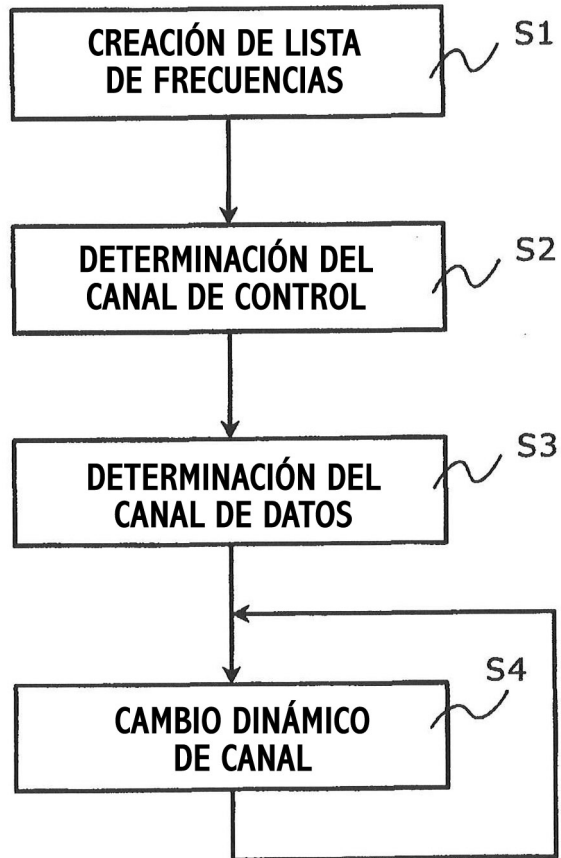 CREACIÓN DE LISTA
DE FRECUENCIAS
S1
DETERMINACIÓN DEL
CANAL DE CONTROL
S2
DETERMINACIÓN DEL
CANAL DE DATOS
S3
CAMBIO DINÁMICO
DE CANAL
S4